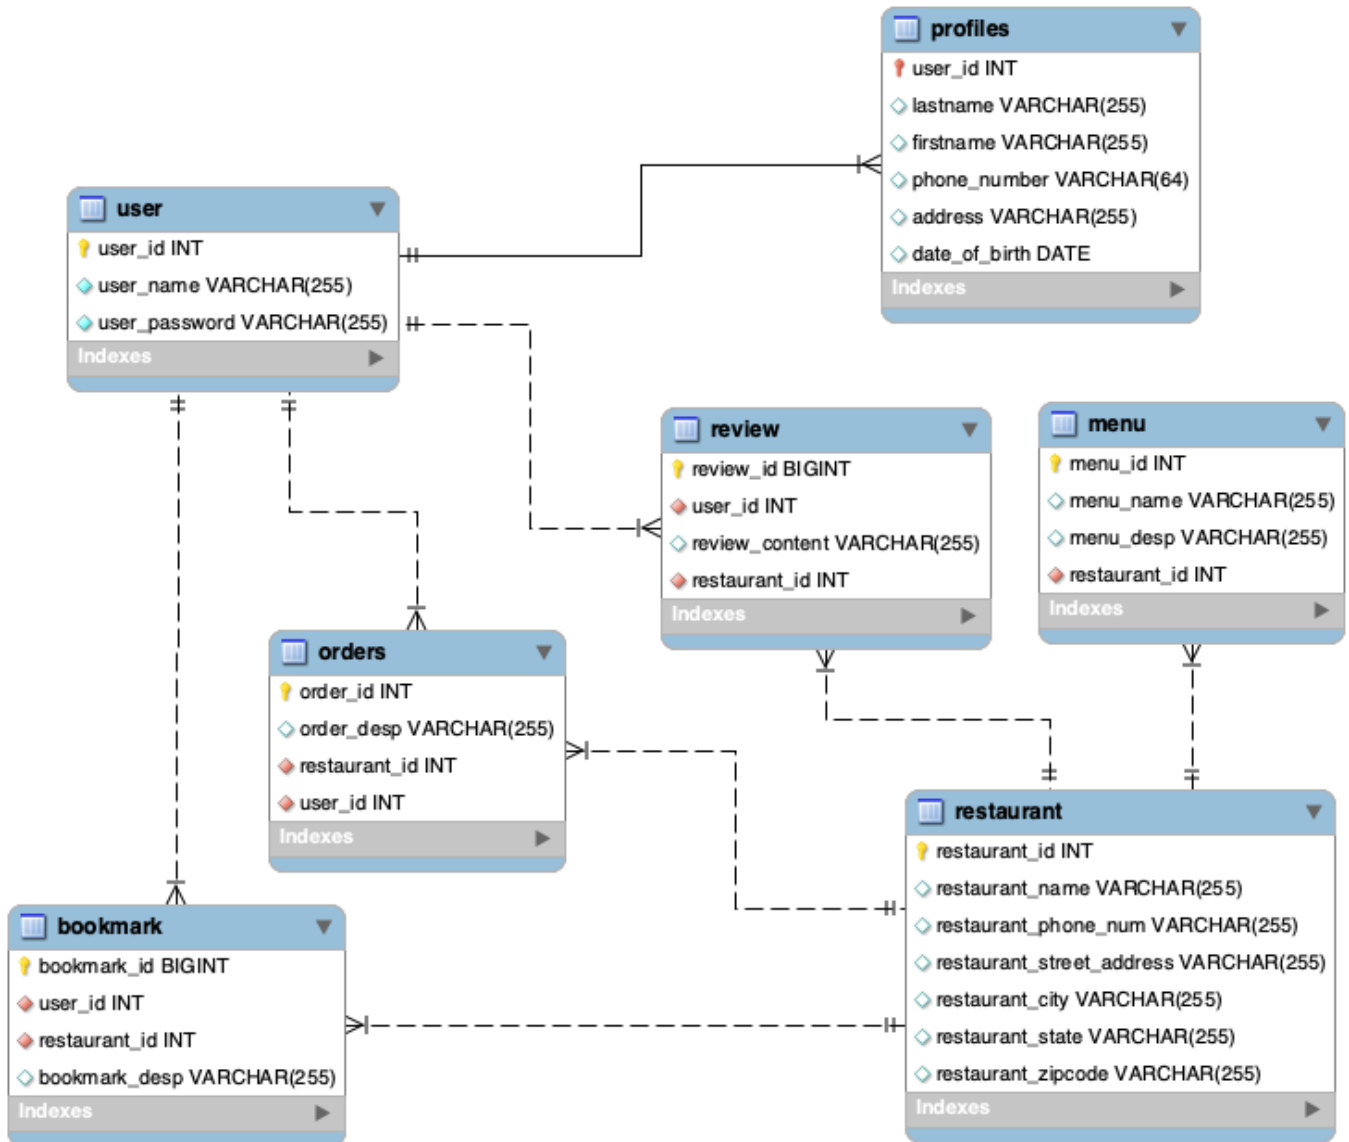 profiles
user_id INT
lastname VARCHAR(255)
firstname VARCHAR(255)
phone_number VARCHAR(64)
address VARCHAR(255)
date_of_birth DATE
Indexes
user
user_id INT
user_name VARCHAR(255)
user_password VARCHAR(255)
Indexes
review
review_id BIGINT
user_id INT
review_content VARCHAR(255)
restaurant_id INT
Indexes
menu
menu_id INT
menu_name VARCHAR(255)
menu_desp VARCHAR(255)
restaurant_id INT
Indexes
orders
order_id INT
order_desp VARCHAR(255)
restaurant_id INT
user_id INT
Indexes
restaurant
restaurant_id INT
restaurant_name VARCHAR(255)
restaurant_phone_num VARCHAR(255)
restaurant_street_address VARCHAR(255)
restaurant_city VARCHAR(255)
restaurant_state VARCHAR(255)
restaurant_zipcode VARCHAR(255)
Indexes
bookmark
bookmark_id BIGINT
user_id INT
restaurant_id INT
bookmark_desp VARCHAR(255)
Indexes